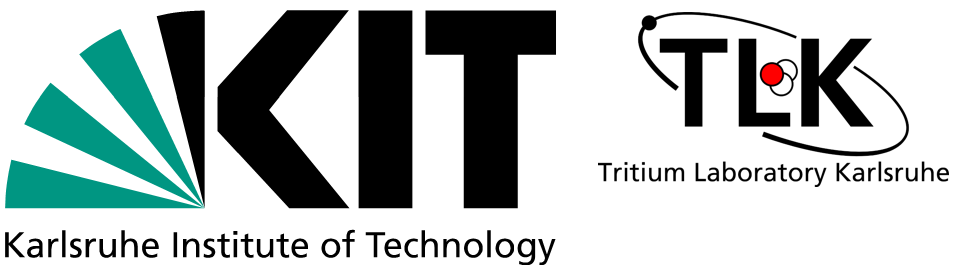 KIT
Karlsruhe Institute of Technology
TLK
Tritium Laboratory Karlsruhe